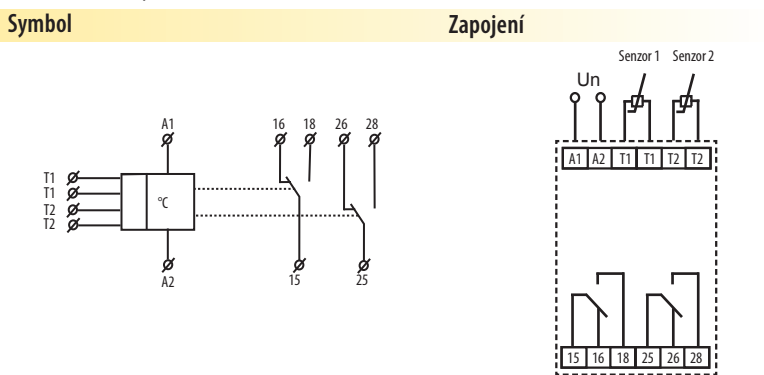 Symbol Zapojení
Senzor 1 Senzor 2
Un
A1 16 18 26 28
A1 A2 T1 T1 T2 T2
T1
T1
T2
T2
°C
A2 15 25
15 16 18 25 26 28